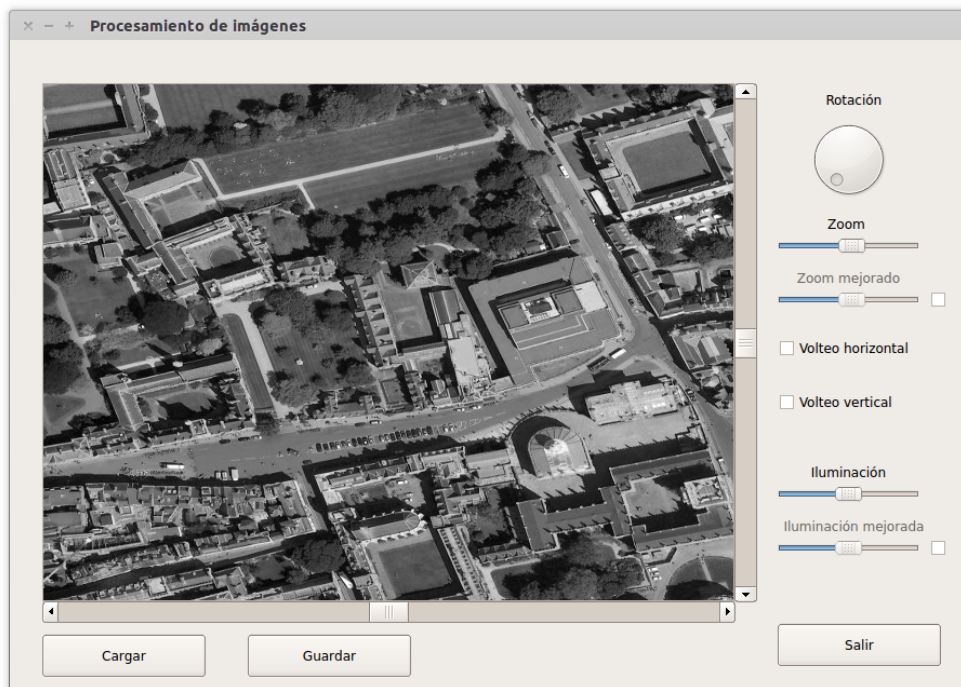 Procesamiento de imágenes
Rotación
Zoom
Zoom mejorado
Volteo horizontal
Volteo vertical
Iluminación
Iluminación mejorada
Cargar
Guardar
Salir